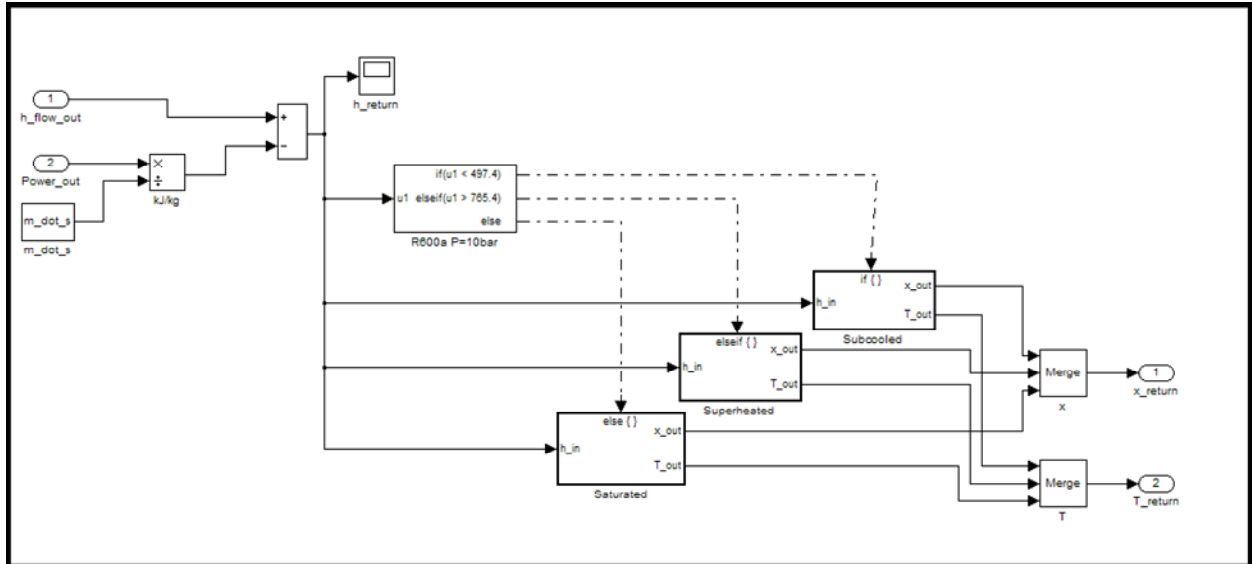 h_return
1
h_flow_out
+
−
2
Power_out
×
÷
kJ/kg
m_dot_s
m_dot_s
if(u1 < 497.4)
u1 elseif(u1 > 765.4)
else
R600a P=10bar
if { }
h_in
x_out
T_out
Subcooled
elseif { }
h_in
x_out
T_out
Superheated
else { }
h_in
x_out
T_out
Saturated
Merge
x
1
x_return
Merge
T
2
T_return